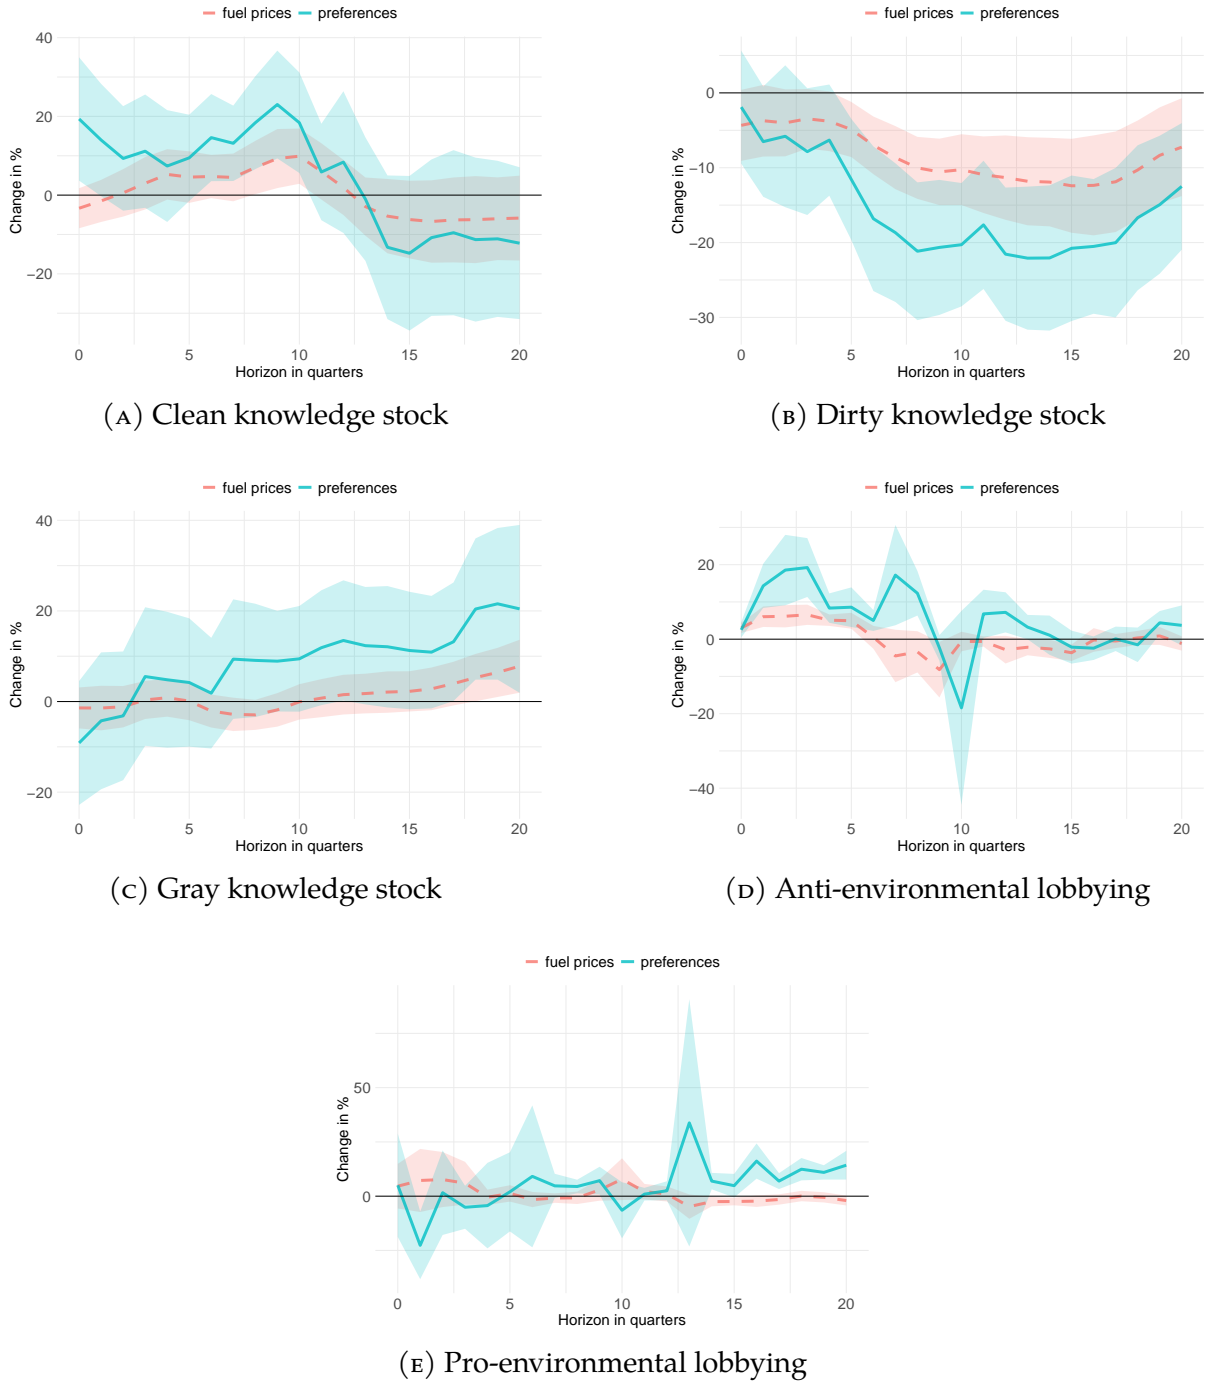 fuel prices preferences
40
20
0
−20
Change in %
0 5 10 15 20
Horizon in quarters
(A) Clean knowledge stock
fuel prices preferences
0
−10
−20
−30
Change in %
0 5 10 15 20
Horizon in quarters
(B) Dirty knowledge stock
fuel prices preferences
40
20
0
−20
Change in %
0 5 10 15 20
Horizon in quarters
(C) Gray knowledge stock
fuel prices preferences
20
0
−20
−40
Change in %
0 5 10 15 20
Horizon in quarters
(D) Anti-environmental lobbying
fuel prices preferences
50
0
Change in %
0 5 10 15 20
Horizon in quarters
(E) Pro-environmental lobbying